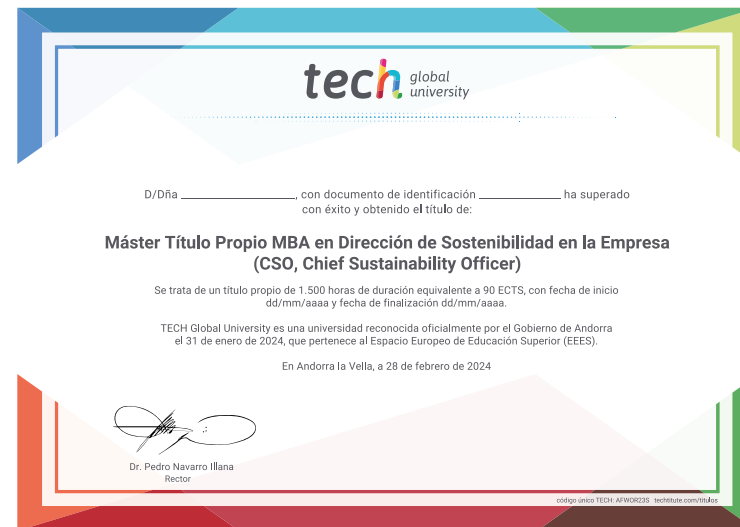 tech global university
D/Dña ____________, con documento de identificación ____________ ha superado
con éxito y obtenido el título de:
Máster Título Propio MBA en Dirección de Sostenibilidad en la Empresa
(CSO, Chief Sustainability Officer)
Se trata de un título propio de 1.500 horas de duración equivalente a 90 ECTS, con fecha de inicio
dd/mm/aaaa y fecha de finalización dd/mm/aaaa.
TECH Global University es una universidad reconocida oficialmente por el Gobierno de Andorra
el 31 de enero de 2024, que pertenece al Espacio Europeo de Educación Superior (EEES).
En Andorra la Vella, a 28 de febrero de 2024
Dr. Pedro Navarro Illana
Rector
código único TECH: AFWOR23S techtitute.com/titulos